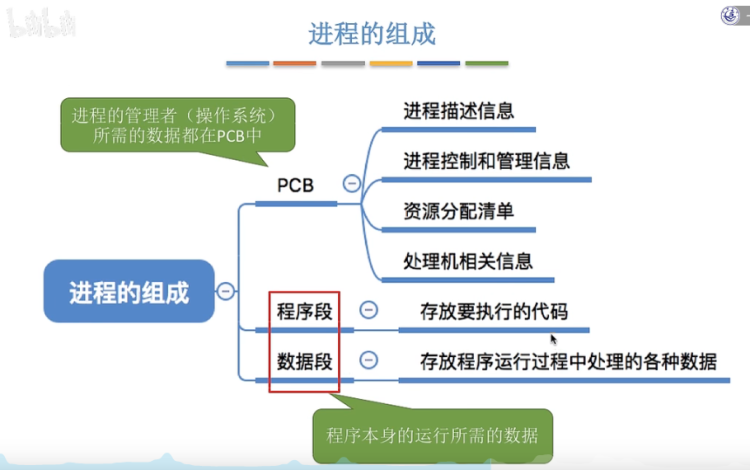 bilibili
进程的组成
进程的管理者（操作系统）
所需的数据都在PCB中
进程描述信息
进程控制和管理信息
PCB
资源分配清单
处理机相关信息
进程的组成
程序段
存放要执行的代码
数据段
存放程序运行过程中处理的各种数据
程序本身的运行所需的数据